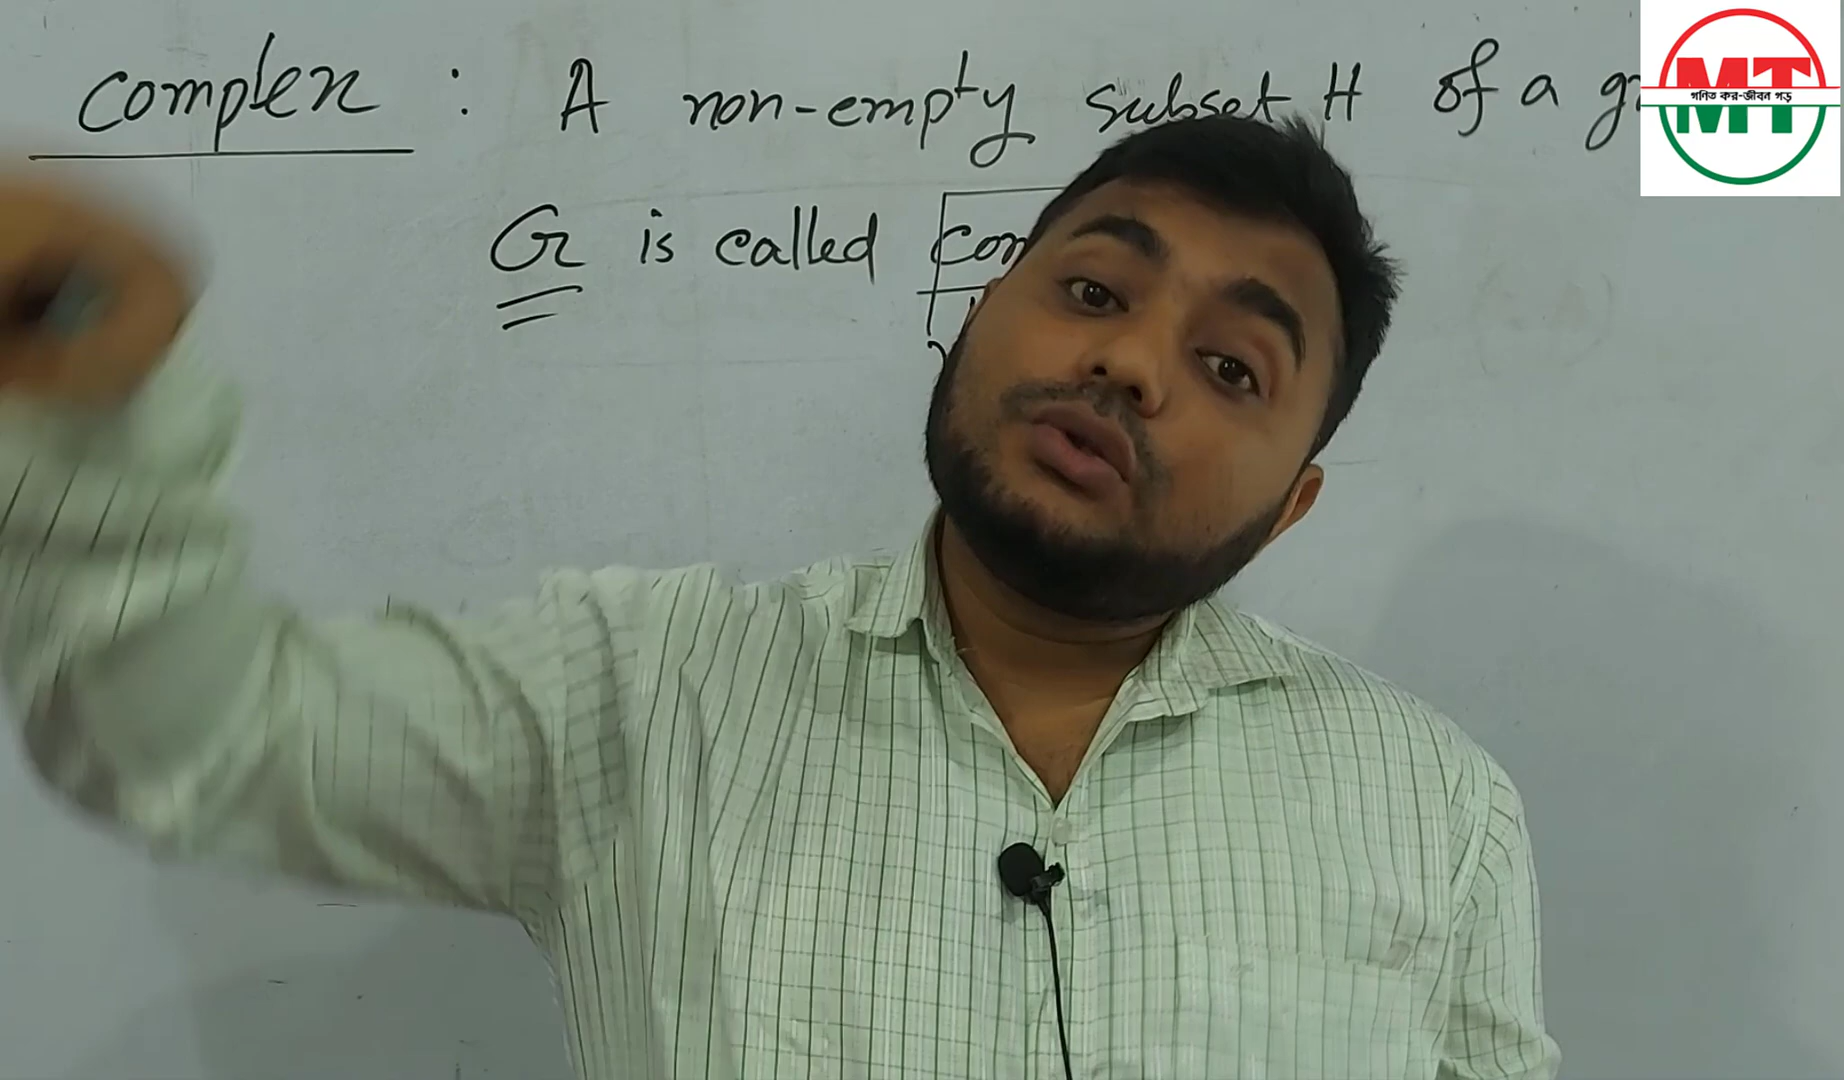 complex : A non-empty subset H of a
G is called
MT
গণিত কর-জীবন গড়